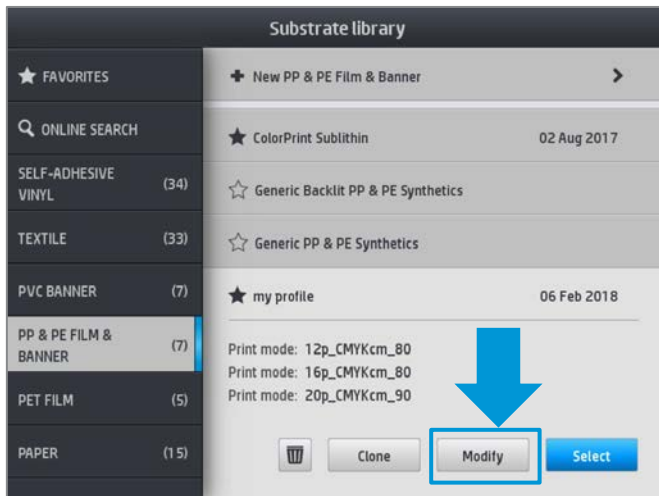 Substrate library
FAVORITES
ONLINE SEARCH
SELF-ADHESIVE
VINYL (34)
TEXTILE (33)
PVC BANNER (7)
PP & PE FILM &
BANNER (7)
PET FILM (5)
PAPER (15)
New PP & PE Film & Banner
ColorPrint Sublithin 02 Aug 2017
Generic Backlit PP & PE Synthetics
Generic PP & PE Synthetics
my profile 06 Feb 2018
Print mode: 12p_CMYKcm_80
Print mode: 16p_CMYKcm_80
Print mode: 20p_CMYKcm_90
Clone Modify Select